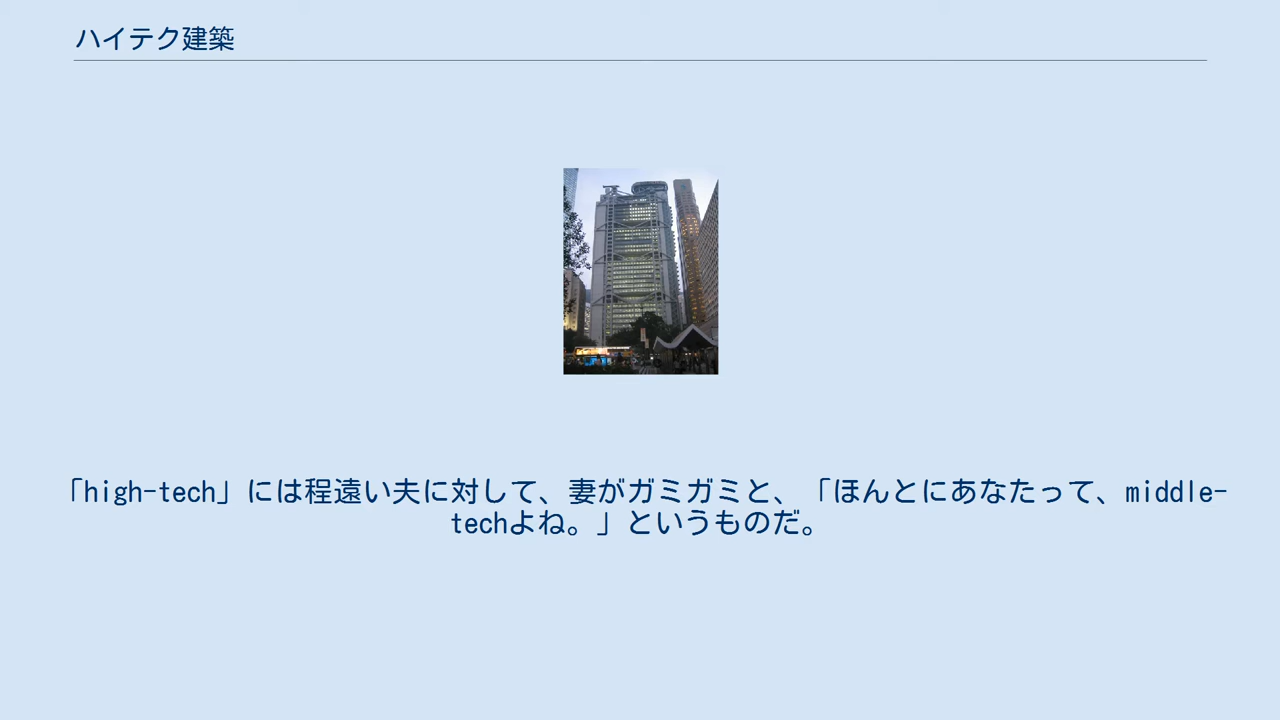 ハイテク建築
「high-tech」には程遠い夫に対して、妻がガミガミと、「ほんとにあなたって、middle-
techよね。」というものだ。